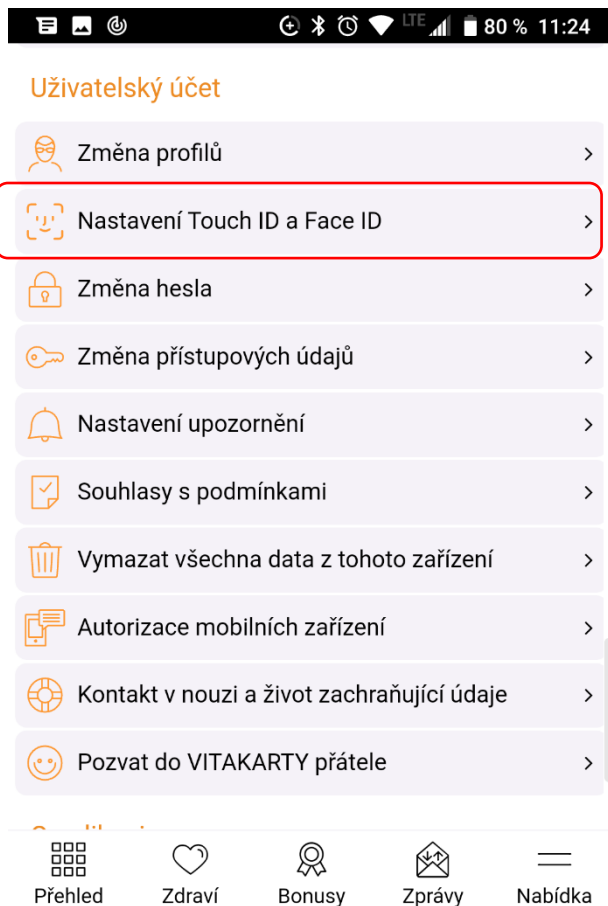 LTE 80 % 11:24
Uživatelský účet
Změna profilů
Nastavení Touch ID a Face ID
Změna hesla
Změna přístupových údajů
Nastavení upozornění
Souhlasy s podmínkami
Vymazat všechna data z tohoto zařízení
Autorizace mobilních zařízení
Kontakt v nouzi a život zachraňující údaje
Pozvat do VITAKARTY přátele
Přehled Zdraví Bonusy Zprávy Nabídka